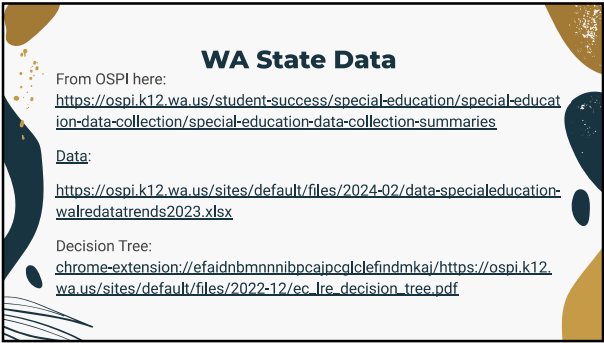 WA State Data
From OSPI here:
https://ospi.k12.wa.us/student-success/special-education/special-educat
ion-data-collection/special-education-data-collection-summaries
Data:
https://ospi.k12.wa.us/sites/default/files/2024-02/data-specialeducation-
walredatatrends2023.xlsx
Decision Tree:
chrome-extension://efaidnbmnnnibpcajpcglclefindmkaj/https://ospi.k12.
wa.us/sites/default/files/2022-12/ec_lre_decision_tree.pdf